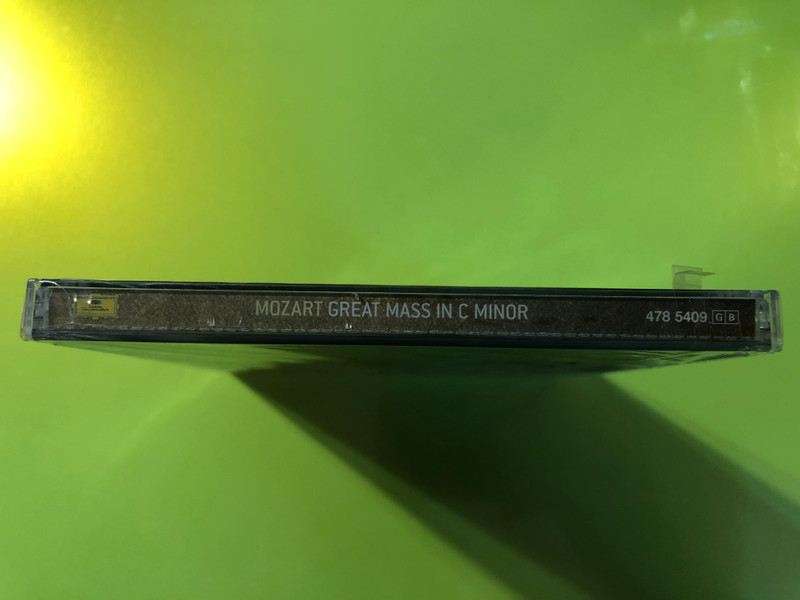 MOZART GREAT MASS IN C MINOR
478 5409 GB